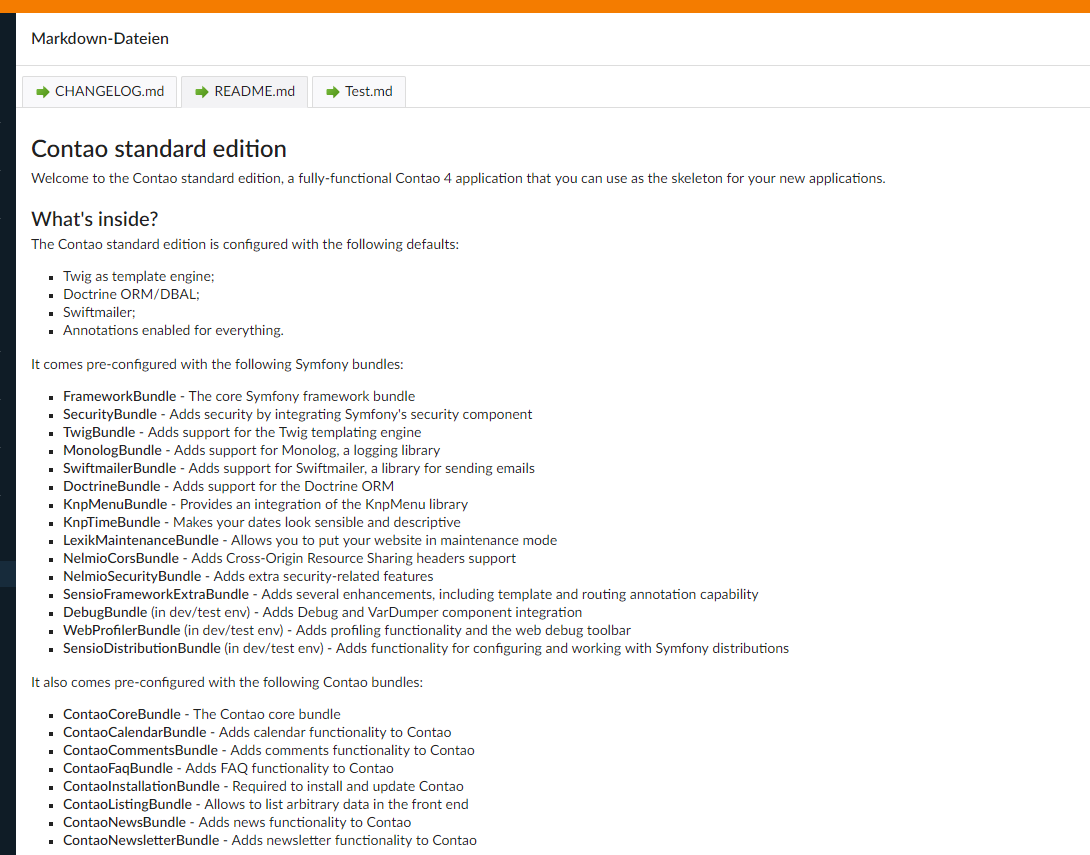 Markdown-Dateien
CHANGELOG.md README.md Test.md
Contao standard edition
Welcome to the Contao standard edition, a fully-functional Contao 4 application that you can use as the skeleton for your new applications.
What's inside?
The Contao standard edition is configured with the following defaults:
Twig as template engine;
Doctrine ORM/DBAL;
Swiftmailer;
Annotations enabled for everything.
It comes pre-configured with the following Symfony bundles:
FrameworkBundle - The core Symfony framework bundle
SecurityBundle - Adds security by integrating Symfony's security component
TwigBundle - Adds support for the Twig templating engine
MonologBundle - Adds support for Monolog, a logging library
SwiftmailerBundle - Adds support for Swiftmailer, a library for sending emails
DoctrineBundle - Adds support for the Doctrine ORM
KnpMenuBundle - Provides an integration of the KnpMenu library
KnpTimeBundle - Makes your dates look sensible and descriptive
LexikMaintenanceBundle - Allows you to put your website in maintenance mode
NelmioCorsBundle - Adds Cross-Origin Resource Sharing headers support
NelmioSecurityBundle - Adds extra security-related features
SensioFrameworkExtraBundle - Adds several enhancements, including template and routing annotation capability
DebugBundle (in dev/test env) - Adds Debug and VarDumper component integration
WebProfilerBundle (in dev/test env) - Adds profiling functionality and the web debug toolbar
SensioDistributionBundle (in dev/test env) - Adds functionality for configuring and working with Symfony distributions
It also comes pre-configured with the following Contao bundles:
ContaoCoreBundle - The Contao core bundle
ContaoCalendarBundle - Adds calendar functionality to Contao
ContaoCommentsBundle - Adds comments functionality to Contao
ContaoFaqBundle - Adds FAQ functionality to Contao
ContaoInstallationBundle - Required to install and update Contao
ContaoListingBundle - Allows to list arbitrary data in the front end
ContaoNewsBundle - Adds news functionality to Contao
ContaoNewsletterBundle - Adds newsletter functionality to Contao